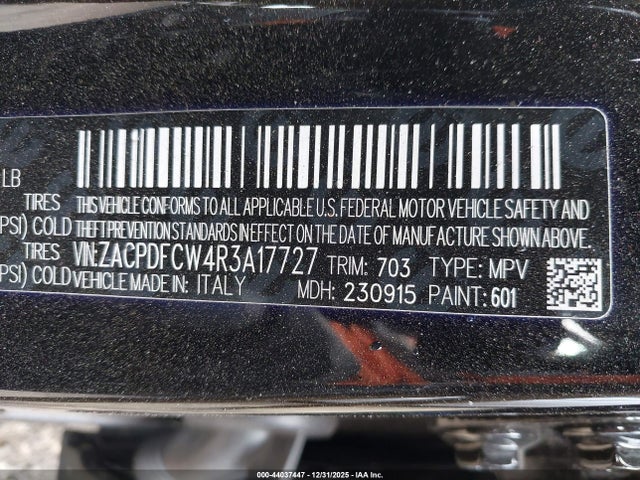 LB
TIRES THIS VEHICLE CONFORMS TO ALL APPLICABLE U.S. FEDERAL MOTOR VEHICLE SAFETY AND
PSI) COLD THEFT PREVENTION STANDARDS IN EFFECT ON THE DATE OF MANUFACTURE SHOWN ABOVE.
TIRES VIN:ZACPDFCW4R3A17727 TRIM: 703 TYPE: MPV
PSI) COLD VEHICLE MADE IN: ITALY MDH: 230915 PAINT: 601
000-44037447 - 12/31/2025 - IAA Inc.